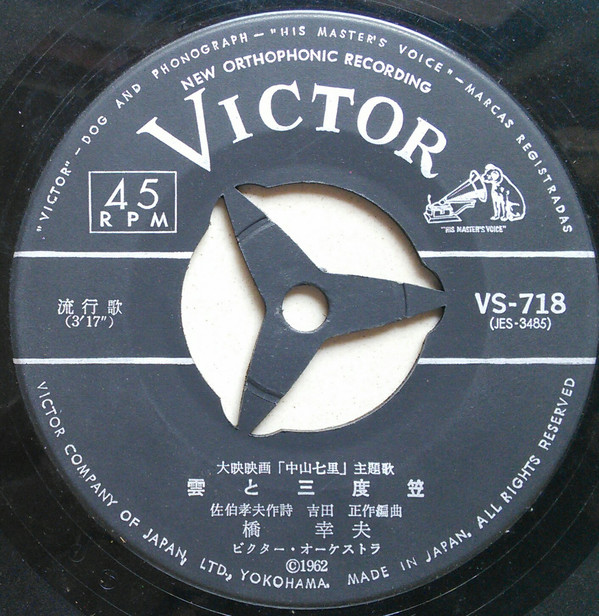 "VICTOR" – DOG AND PHONOGRAPH – "HIS MASTER'S VOICE" – MARCAS REGISTRADAS
NEW ORTHOPHONIC RECORDING
VICTOR
45
RPM
"HIS MASTER'S VOICE"
流行歌
(3'17")
VS-718
(JES-3485)
大映映画「中山七里」主題歌
雲と三度笠
佐伯孝夫作詩 吉田 正作編曲
橋 幸夫
ビクター・オーケストラ
©1962
VICTOR COMPANY OF JAPAN, LTD., YOKOHAMA. MADE IN JAPAN. ALL RIGHTS RESERVED